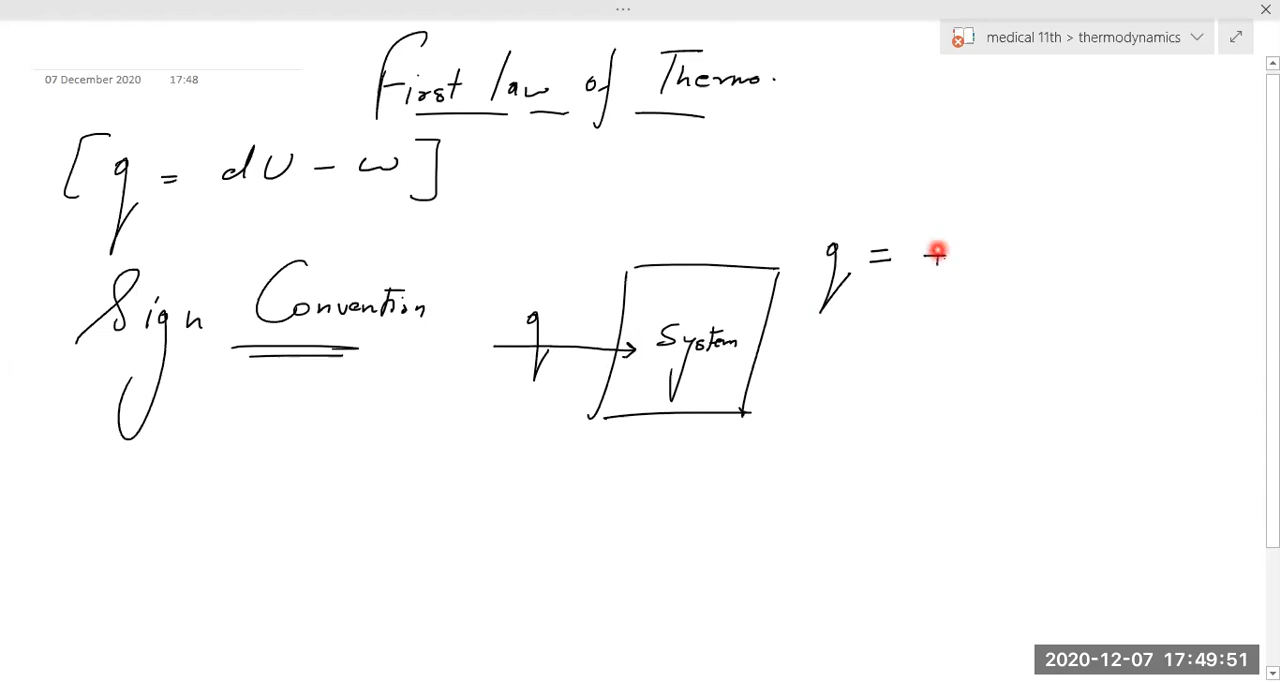 ...
medical 11th > thermodynamics
07 December 2020 17:48
First law of Thermo.
[q = dU - w]
Sign Convention
q
System
q = +
2020-12-07 17:49:51